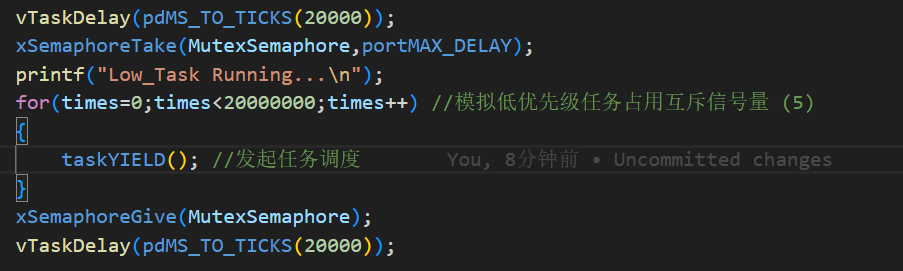 vTaskDelay(pdMS_TO_TICKS(20000));
xSemaphoreTake(MutexSemaphore,portMAX_DELAY);
printf("Low_Task Running...\n");
for(times=0;times<20000000;times++) //模拟低优先级任务占用互斥信号量 (5)
{
taskYIELD(); //发起任务调度 You, 8分钟前 • Uncommitted changes
}
xSemaphoreGive(MutexSemaphore);
vTaskDelay(pdMS_TO_TICKS(20000));